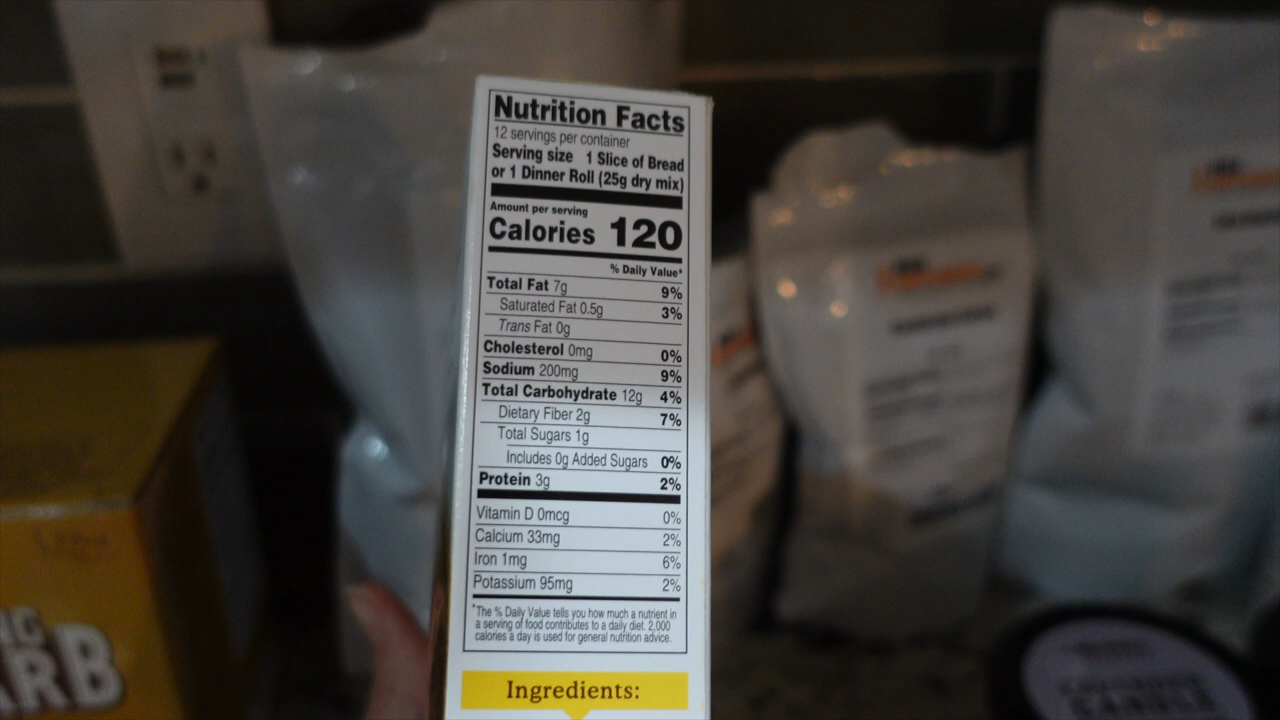 Nutrition Facts
12 servings per container
Serving size 1 Slice of Bread
or 1 Dinner Roll (25g dry mix)
Amount per serving
Calories 120
% Daily Value*
Total Fat 7g 9%
Saturated Fat 0.5g 3%
Trans Fat 0g
Cholesterol 0mg 0%
Sodium 200mg 9%
Total Carbohydrate 12g 4%
Dietary Fiber 2g 7%
Total Sugars 1g
Includes 0g Added Sugars 0%
Protein 3g 2%
Vitamin D 0mcg 0%
Calcium 33mg 2%
Iron 1mg 6%
Potassium 95mg 2%
*The % Daily Value tells you how much a nutrient in
a serving of food contributes to a daily diet. 2,000
calories a day is used for general nutrition advice.
Ingredients: